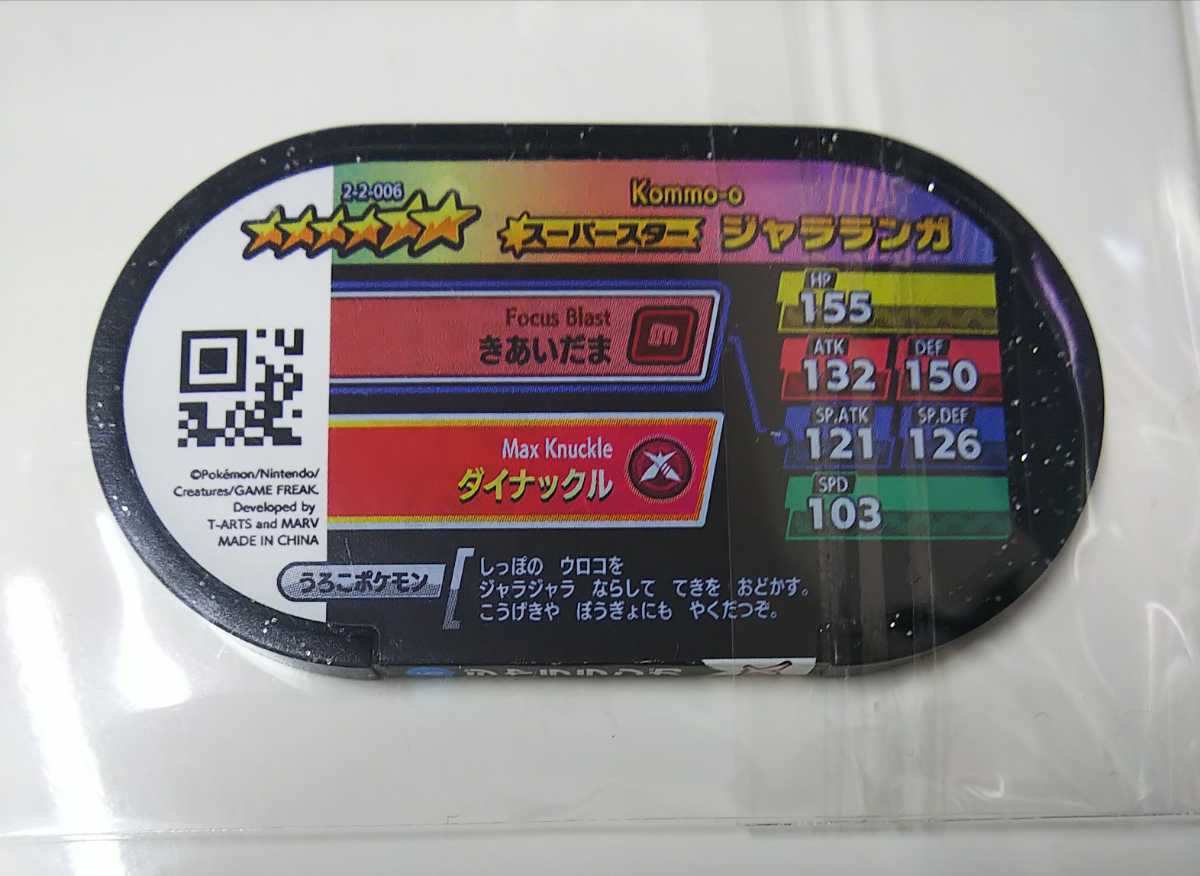 2-2-006
Kommo-o
スーパースター ジャラランガ
Focus Blast
きあいだま
Max Knuckle
ダイナックル
HP
155
ATK
132
DEF
150
SP.ATK
121
SP.DEF
126
SPD
103
©Pokémon/Nintendo/
Creatures/GAME FREAK.
Developed by
T-ARTS and MARV
MADE IN CHINA
うろこポケモン
しっぽの ウロコを
ジャラジャラ ならして てきを おどかす。
こうげきや ぼうぎょにも やくだつぞ。